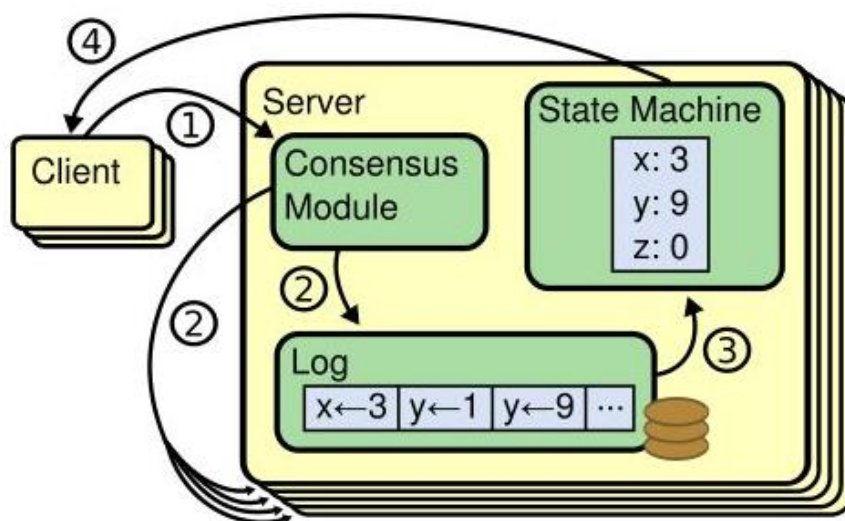 ④
①
Server
State Machine
x: 3
y: 9
z: 0
Client
Consensus
Module
②
②
③
Log
x←3 y←1 y←9 ...